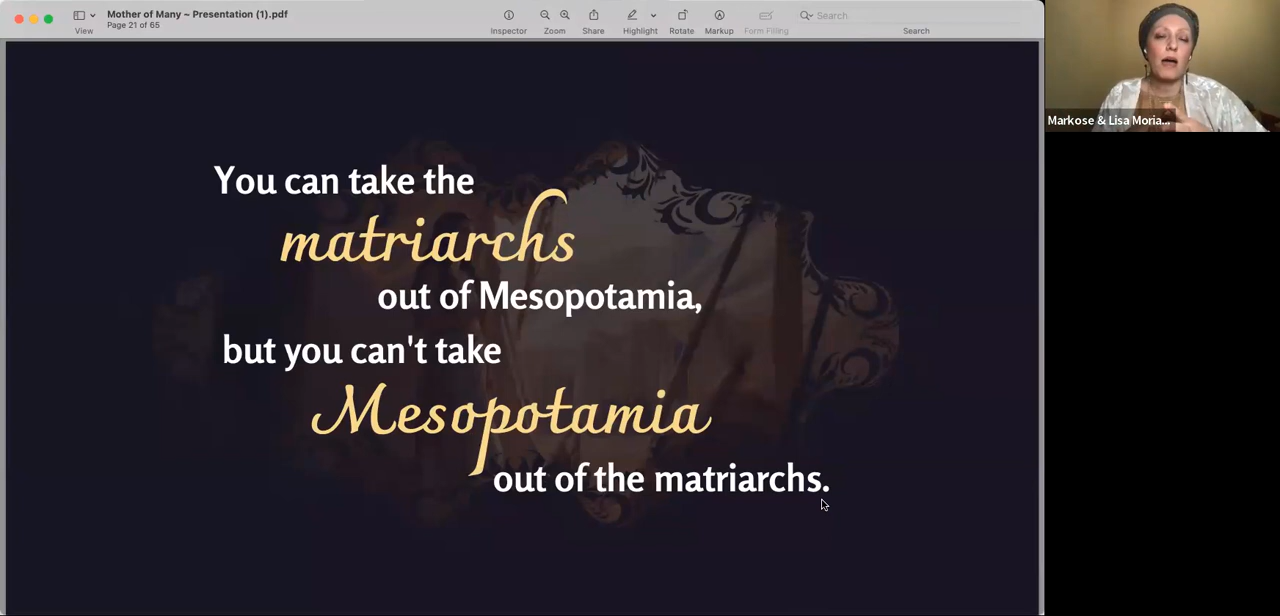 Mother of Many ~ Presentation (1).pdf
Page 21 of 65
View
Inspector
Zoom
Share
Highlight
Rotate
Markup
Form Filling
Search
Search
You can take the
matriarchs
out of Mesopotamia,
but you can't take
Mesopotamia
out of the matriarchs.
Markose & Lisa Moria...